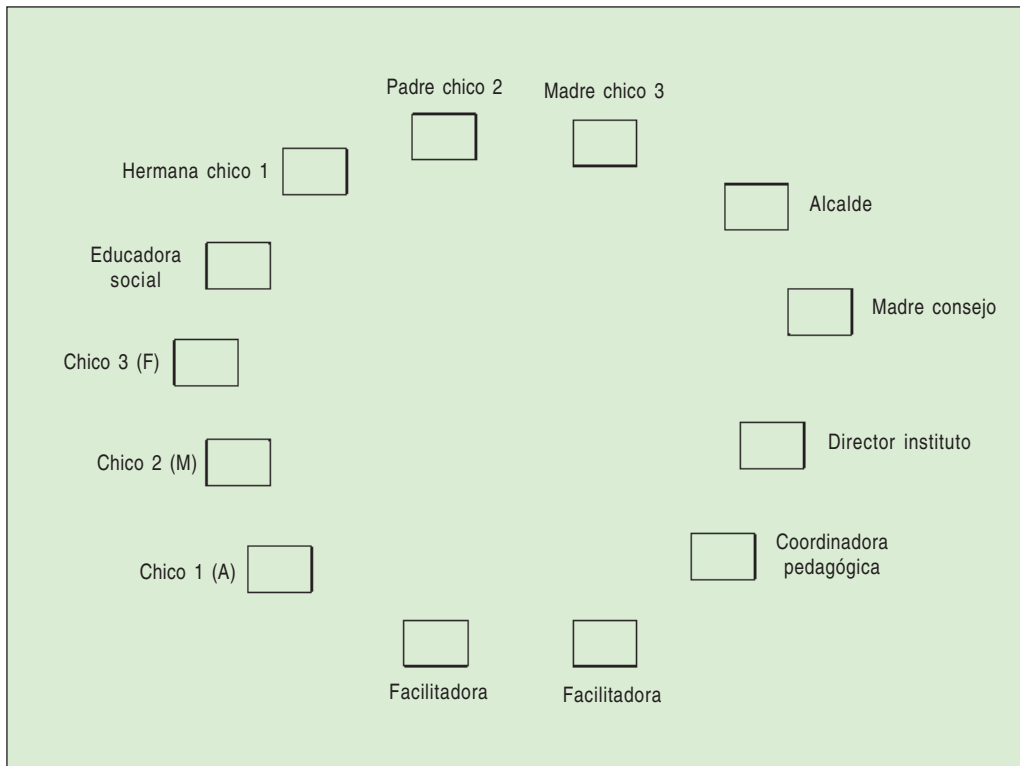 Padre chico 2
Madre chico 3
Hermana chico 1
Alcalde
Educadora
social
Madre consejo
Chico 3 (F)
Director instituto
Chico 2 (M)
Coordinadora
pedagógica
Chico 1 (A)
Facilitadora
Facilitadora